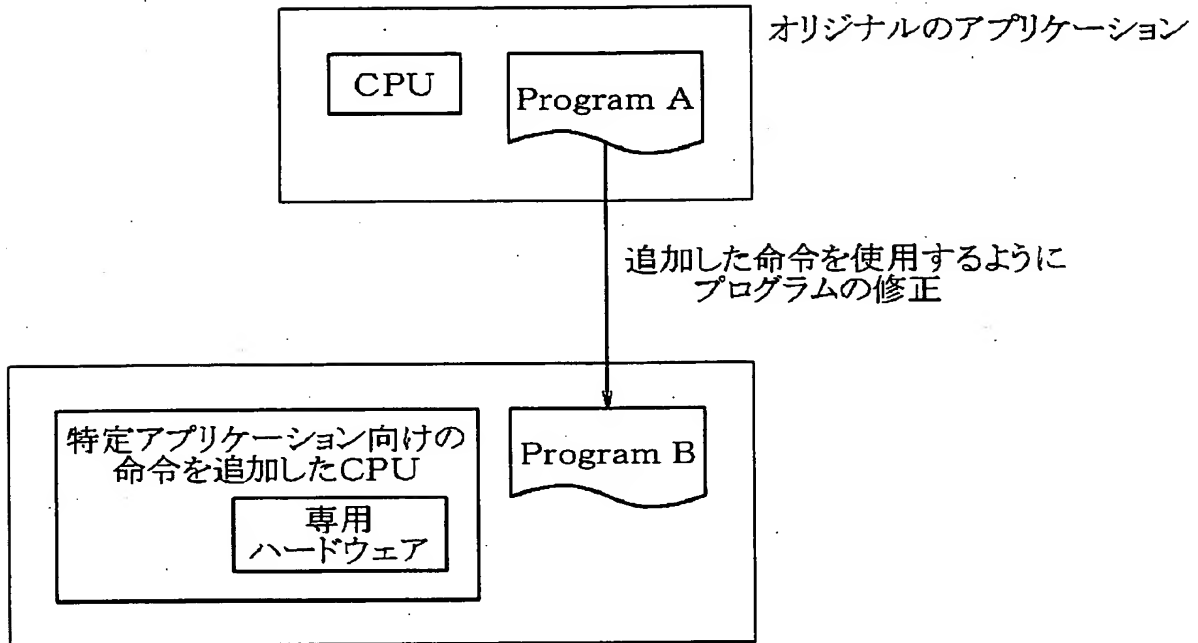 オリジナルのアプリケーション
CPU
Program A
追加した命令を使用するように
プログラムの修正
特定アプリケーション向けの
命令を追加したCPU
専用
ハードウェア
Program B